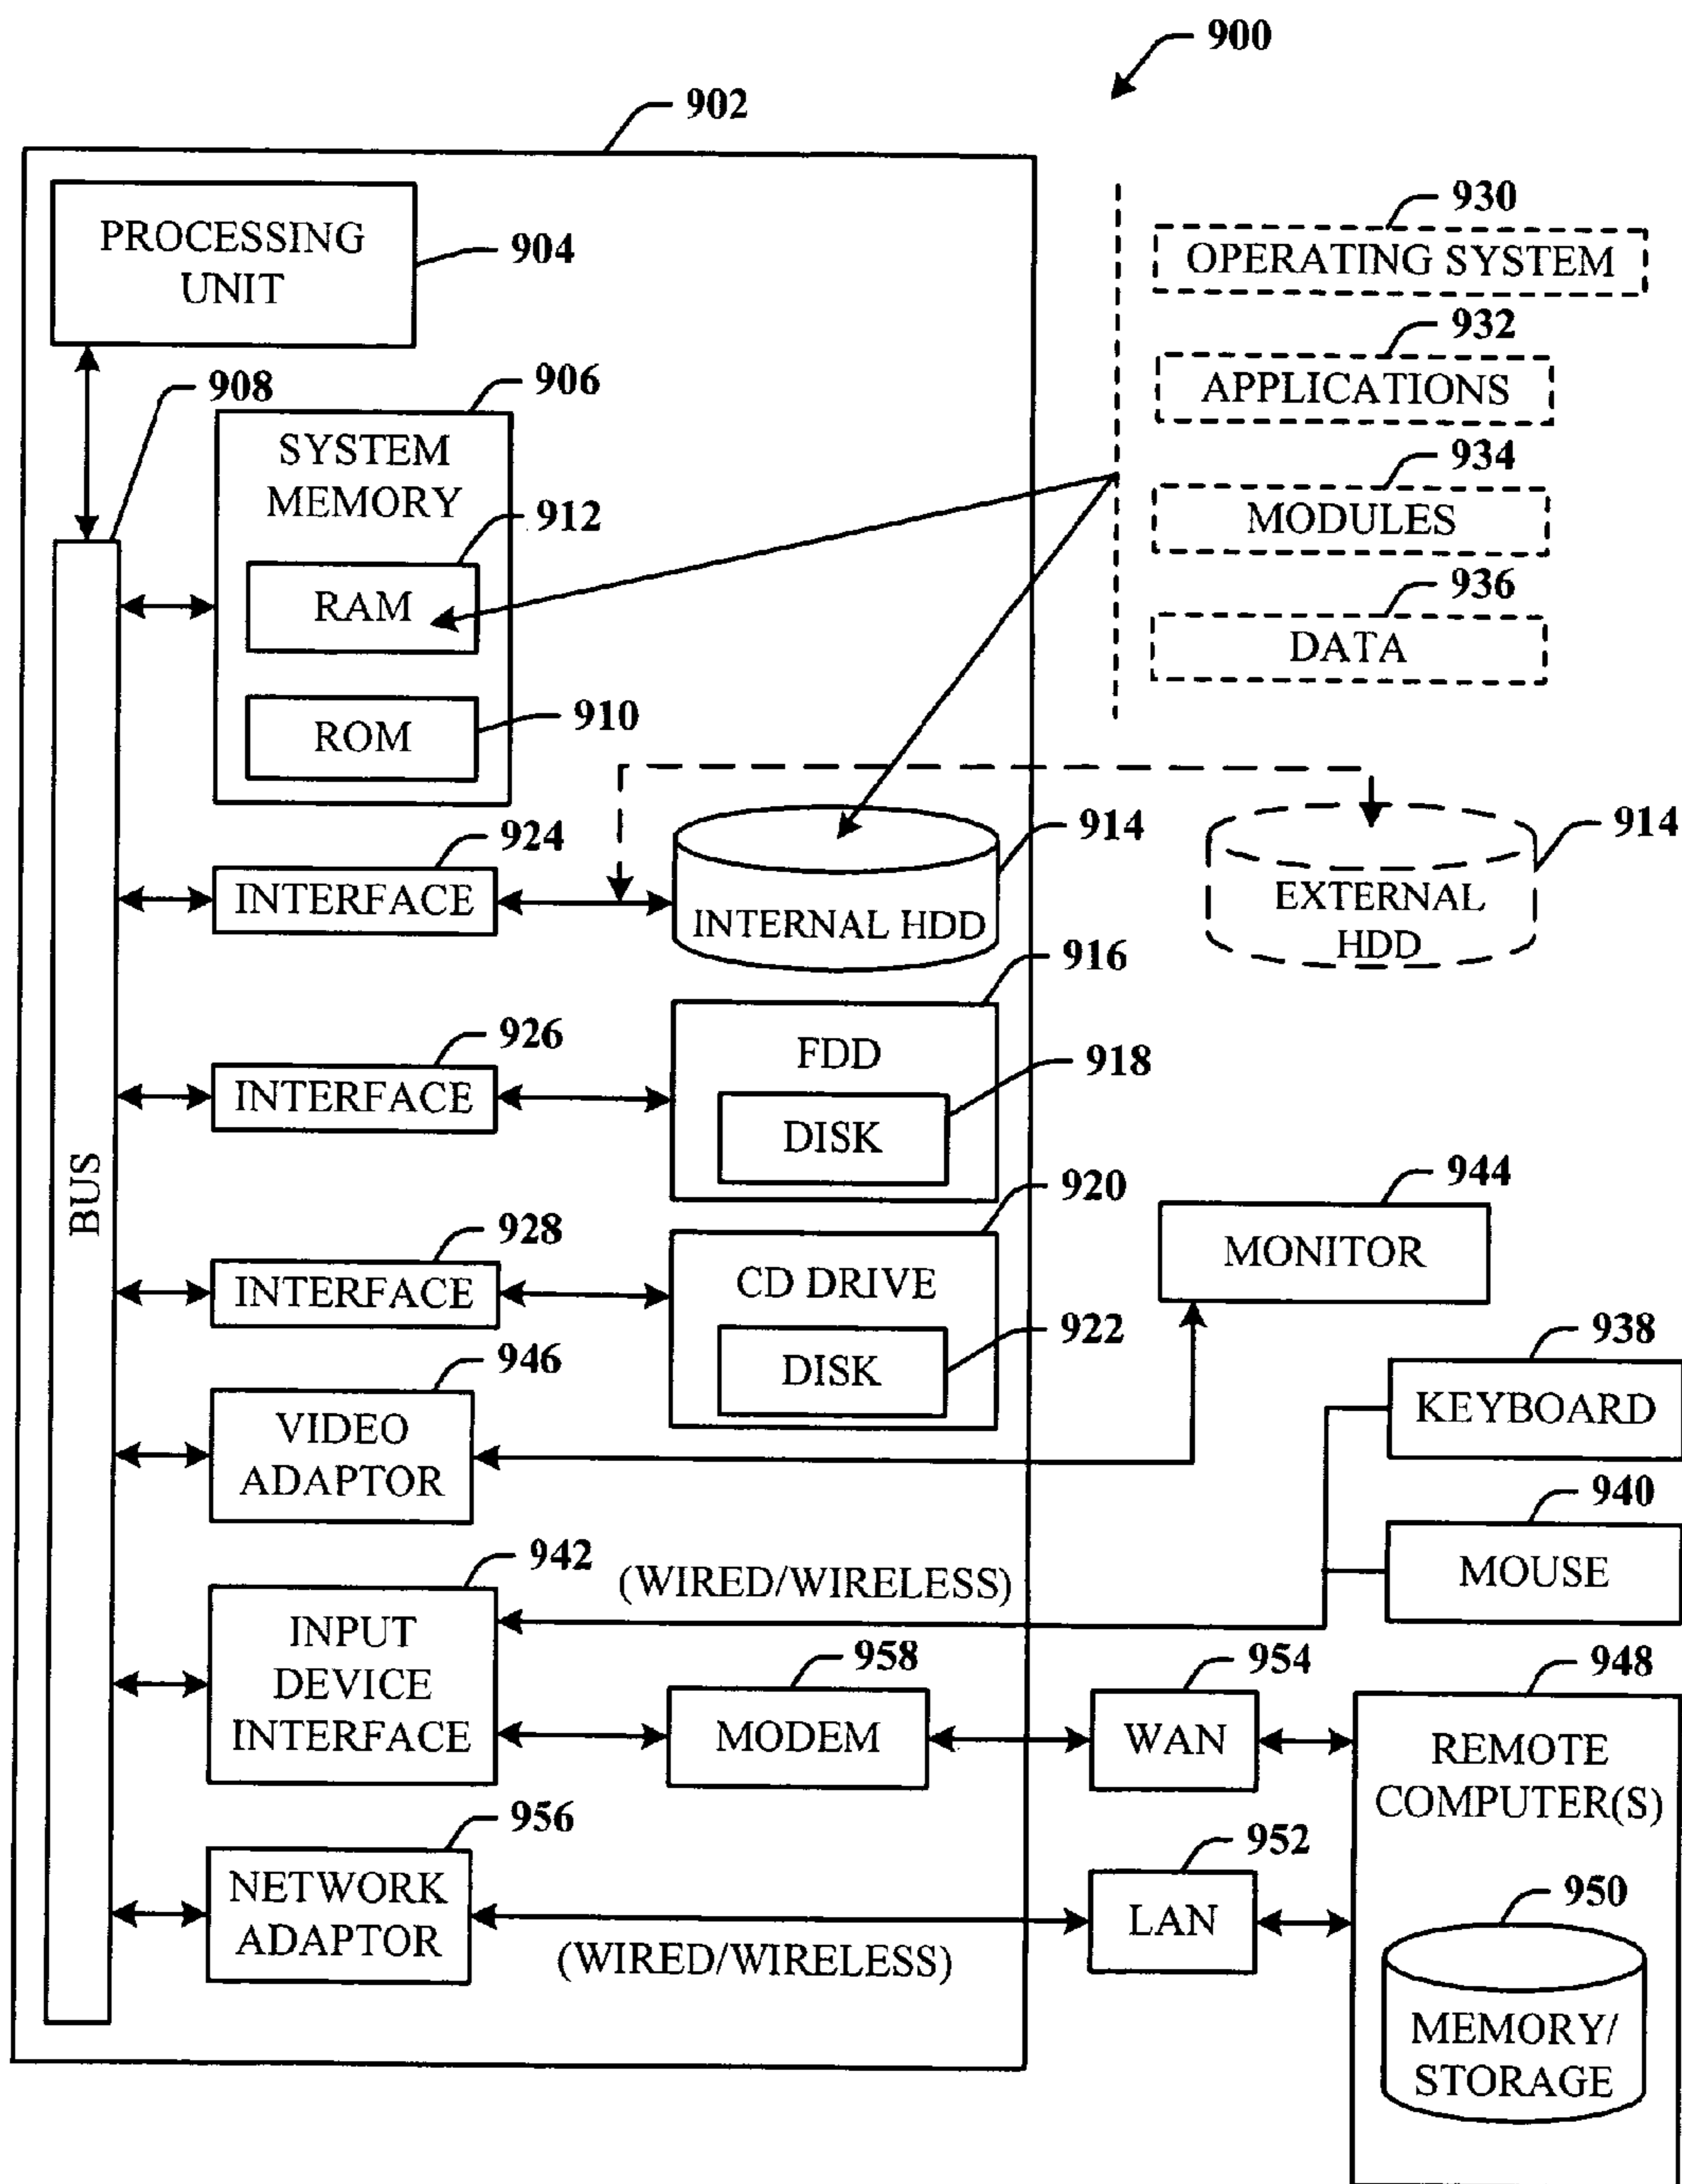 900
902
PROCESSING
UNIT
904
930
OPERATING SYSTEM
932
APPLICATIONS
934
MODULES
936
DATA
908
906
SYSTEM
MEMORY
912
RAM
910
ROM
BUS
924
INTERFACE
914
INTERNAL HDD
914
EXTERNAL
HDD
926
INTERFACE
916
FDD
918
DISK
928
INTERFACE
920
CD DRIVE
922
DISK
944
MONITOR
946
VIDEO
ADAPTOR
938
KEYBOARD
940
MOUSE
942
INPUT
DEVICE
INTERFACE
(WIRED/WIRELESS)
958
MODEM
954
WAN
948
REMOTE
COMPUTER(S)
956
NETWORK
ADAPTOR
(WIRED/WIRELESS)
952
LAN
950
MEMORY/
STORAGE